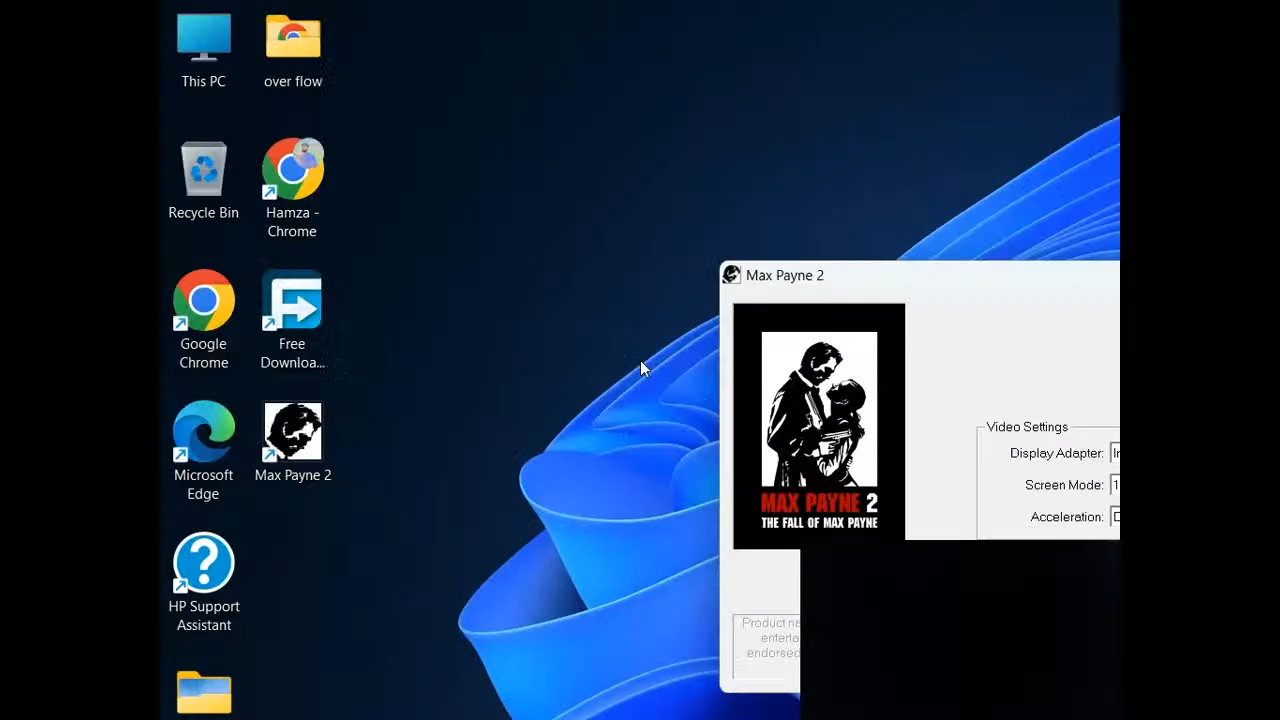 This PC
over flow
Recycle Bin
Hamza -
Chrome
Google
Chrome
Free
Downloa...
Microsoft
Edge
Max Payne 2
HP Support
Assistant
Max Payne 2
MAX PAYNE 2
THE FALL OF MAX PAYNE
Video Settings
Display Adapter:
Screen Mode:
Acceleration:
Product